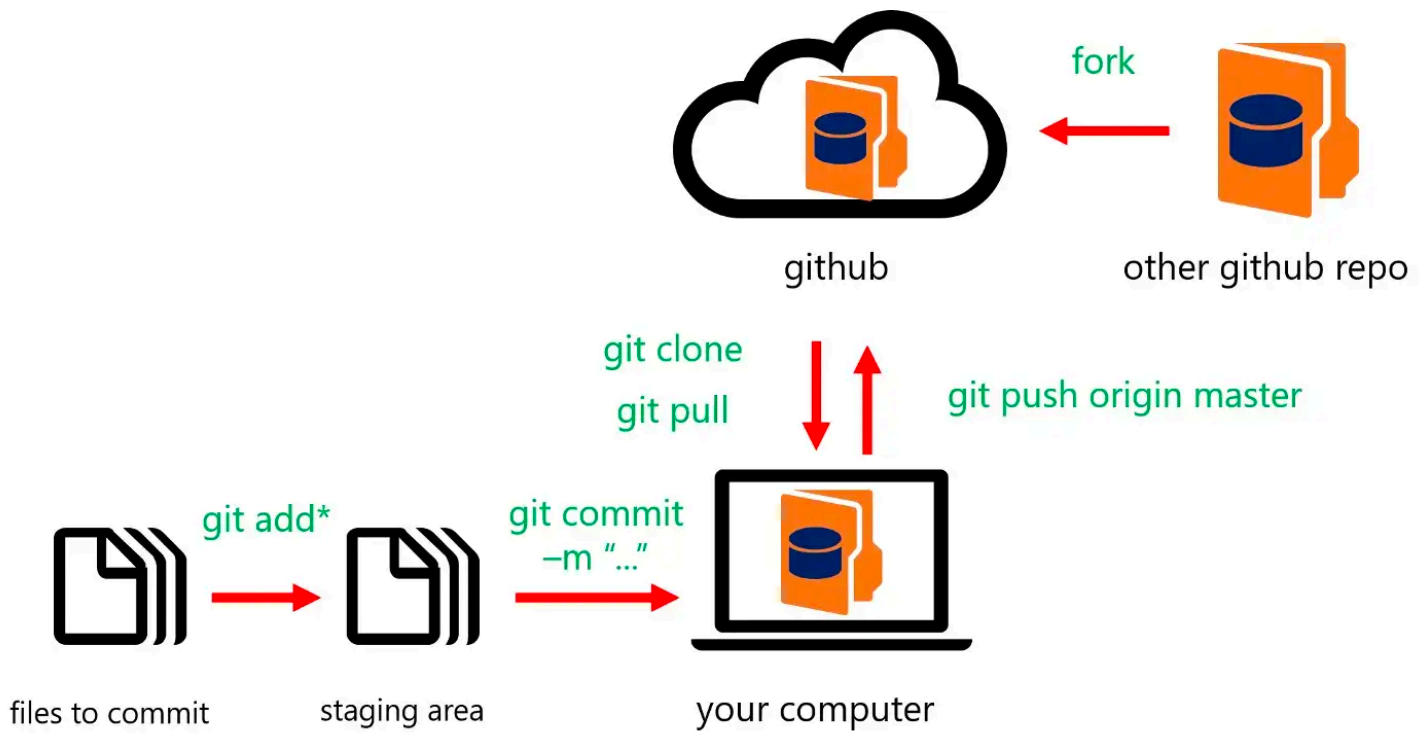 fork
github
other github repo
git clone
git pull
git push origin master
git add*
git commit
–m “...”
files to commit
staging area
your computer